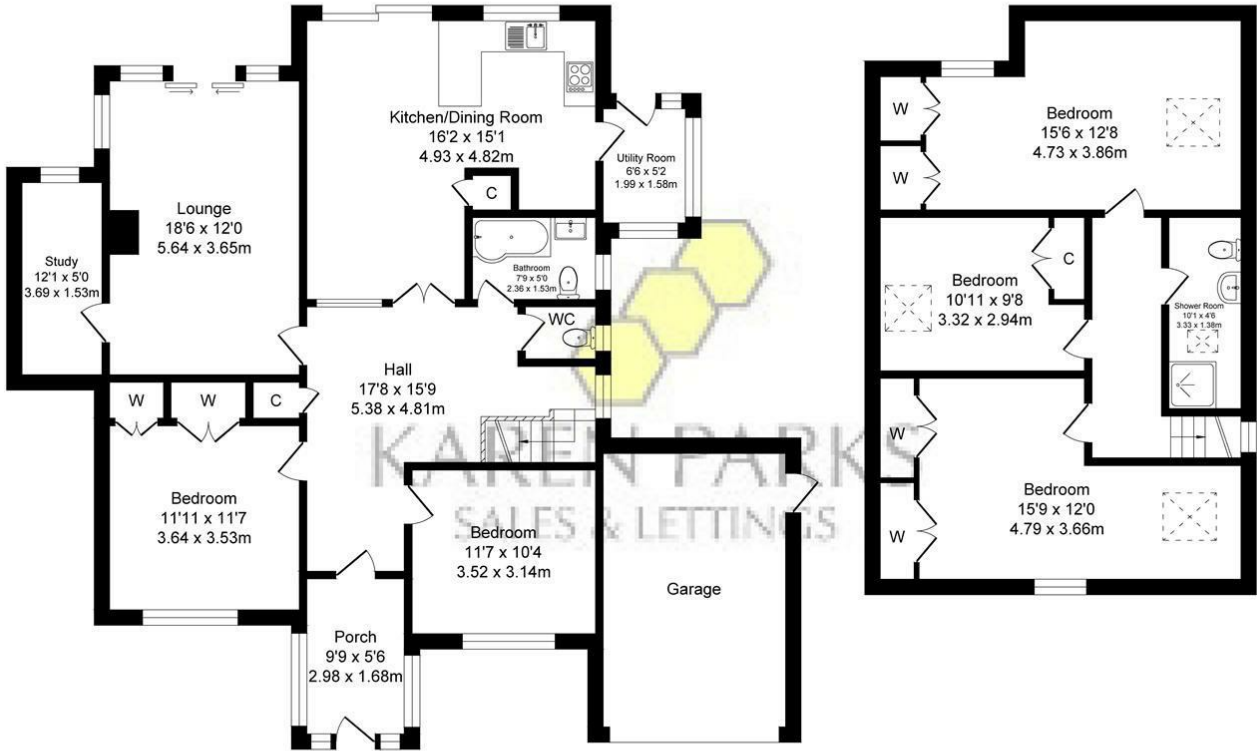 Kitchen/Dining Room
16'2 x 15'1
4.93 x 4.82m
Utility Room
6'6 x 5'2
1.99 x 1.58m
C
Lounge
18'6 x 12'0
5.64 x 3.65m
Study
12'1 x 5'0
3.69 x 1.53m
Bathroom
7'9 x 5'0
2.36 x 1.53m
WC
Hall
17'8 x 15'9
5.38 x 4.81m
W
W
C
Bedroom
11'11 x 11'7
3.64 x 3.53m
Bedroom
11'7 x 10'4
3.52 x 3.14m
Garage
Porch
9'9 x 5'6
2.98 x 1.68m
KAREN PARKS
SALES & LETTINGS
W
W
Bedroom
15'6 x 12'8
4.73 x 3.86m
Bedroom
10'11 x 9'8
3.32 x 2.94m
C
Shower Room
10'1 x 4'6
3.33 x 1.38m
W
W
Bedroom
15'9 x 12'0
4.79 x 3.66m